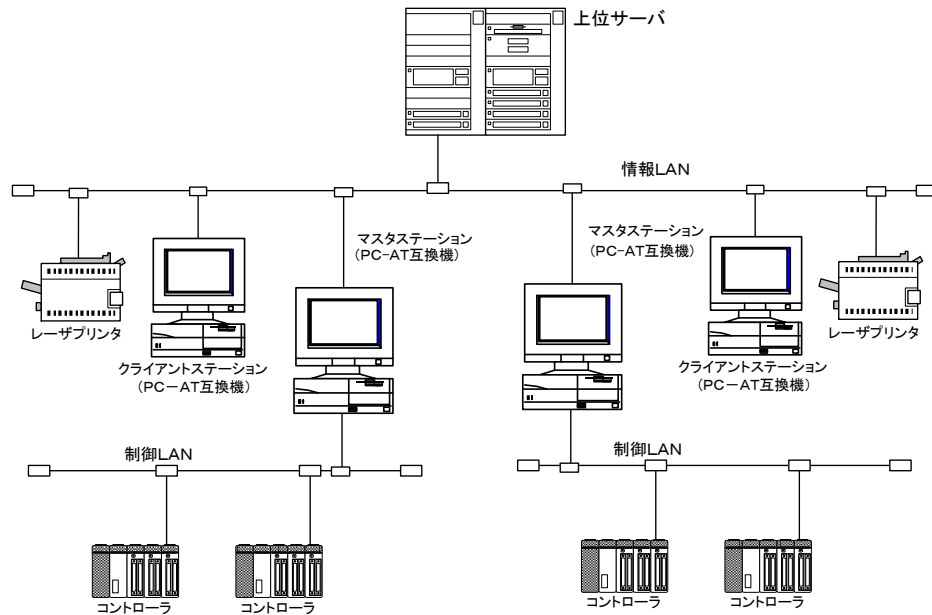 上位サーバ
情報LAN
マスタステーション
(PC-AT互換機)
マスタステーション
(PC-AT互換機)
レーザプリンタ
クライアントステーション
(PC－AT互換機)
クライアントステーション
(PC－AT互換機)
レーザプリンタ
制御LAN
制御LAN
コントローラ
コントローラ
コントローラ
コントローラ